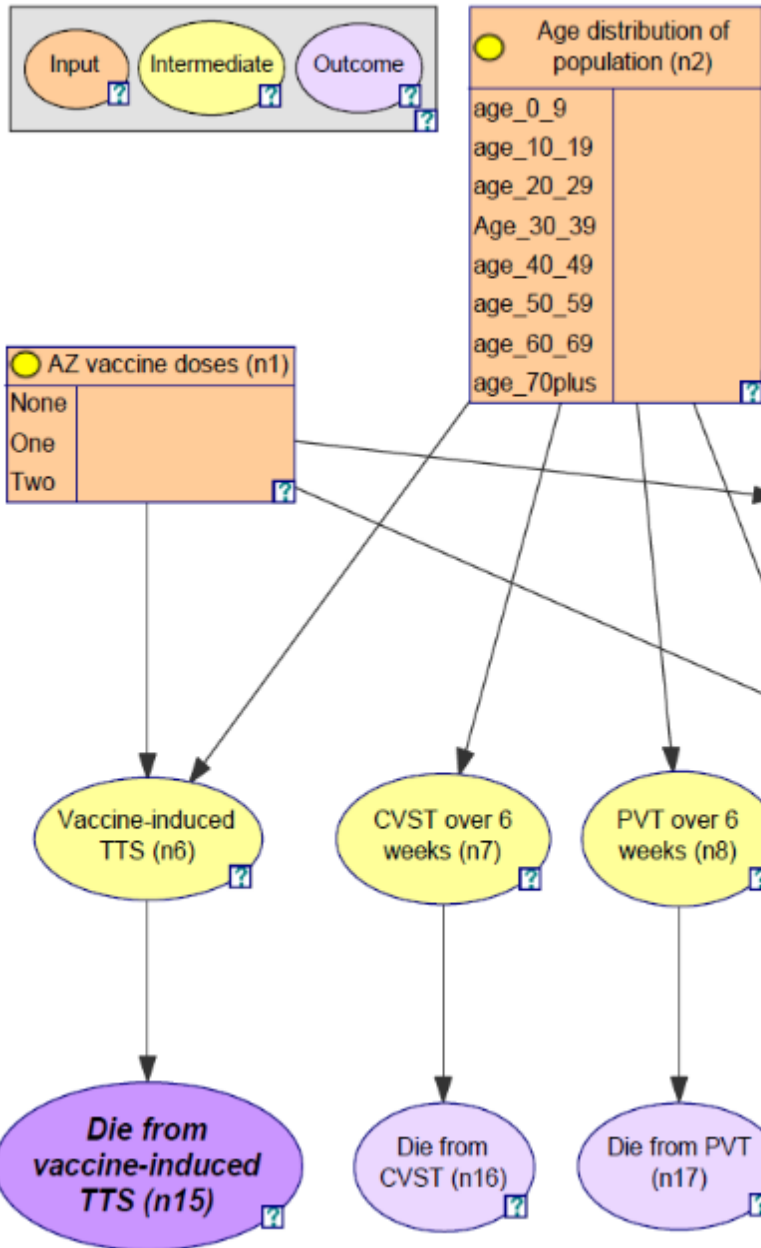 Input
Intermediate
Outcome
?
?
?
?
Age distribution of
population (n2)
age_0_9
age_10_19
age_20_29
Age_30_39
age_40_49
age_50_59
age_60_69
age_70plus
?
AZ vaccine doses (n1)
None
One
Two
?
Vaccine-induced
TTS (n6)
?
CVST over 6
weeks (n7)
?
PVT over 6
weeks (n8)
?
Die from
vaccine-induced
TTS (n15)
?
Die from
CVST (n16)
?
Die from PVT
(n17)
?